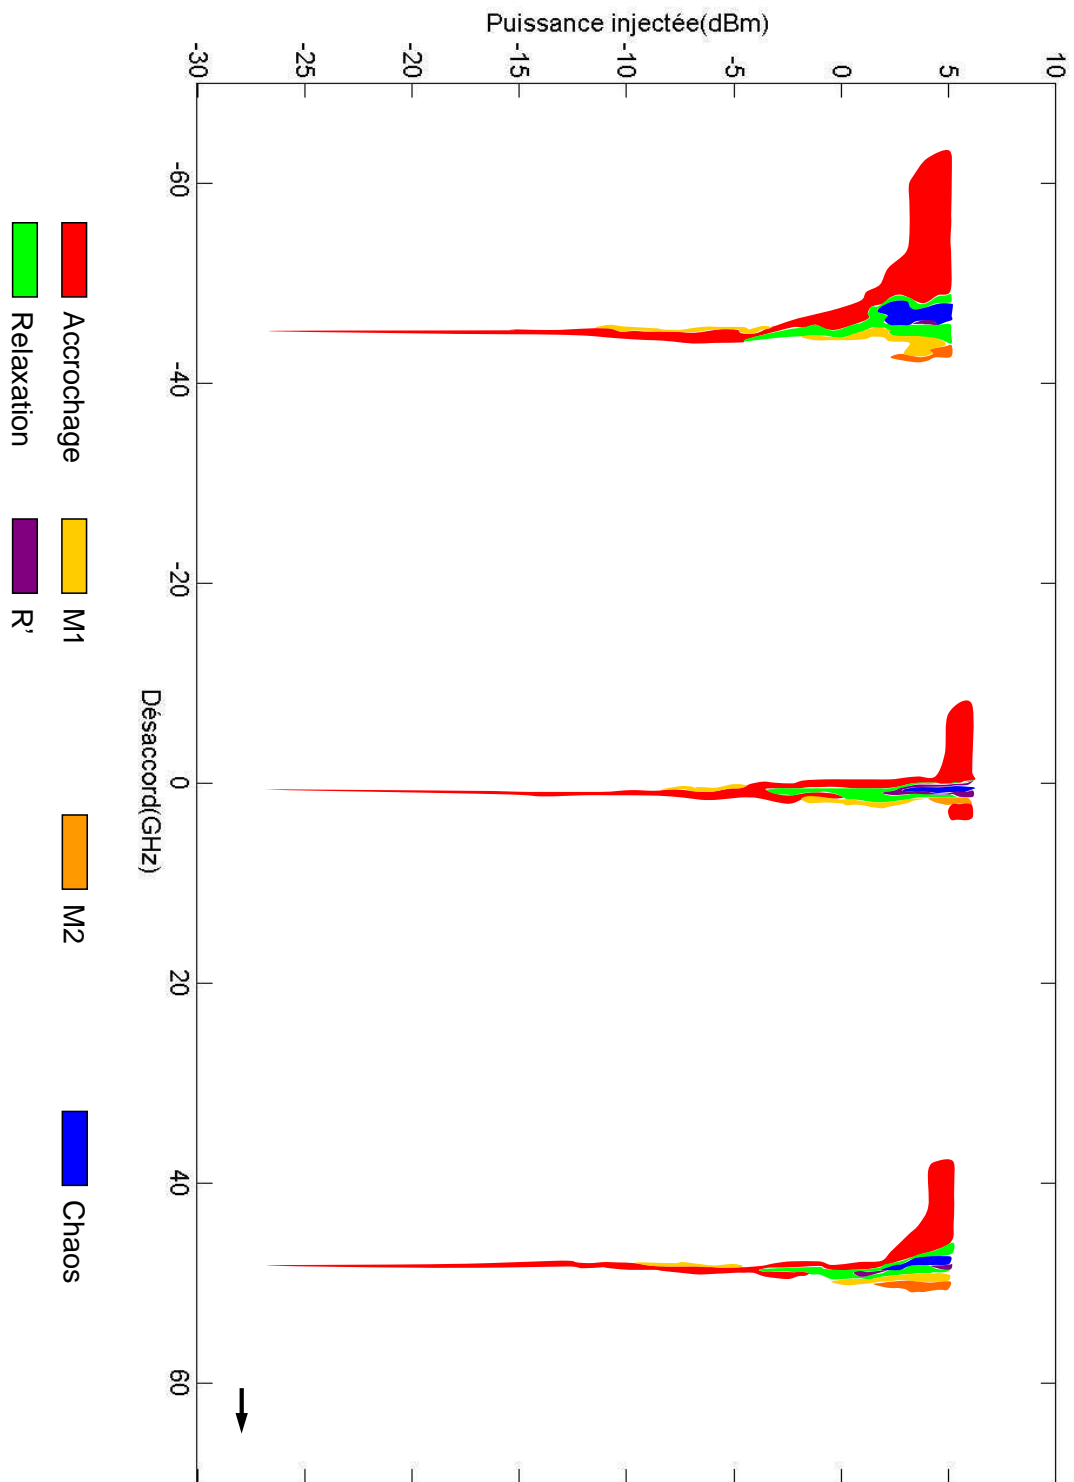 Puissance injectée(dBm)
10
5
0
-5
-10
-15
-20
-25
-30
-60
-40
-20
0
20
40
60
Désaccord(GHz)
Accrochage
M1
M2
Chaos
Relaxation
R’